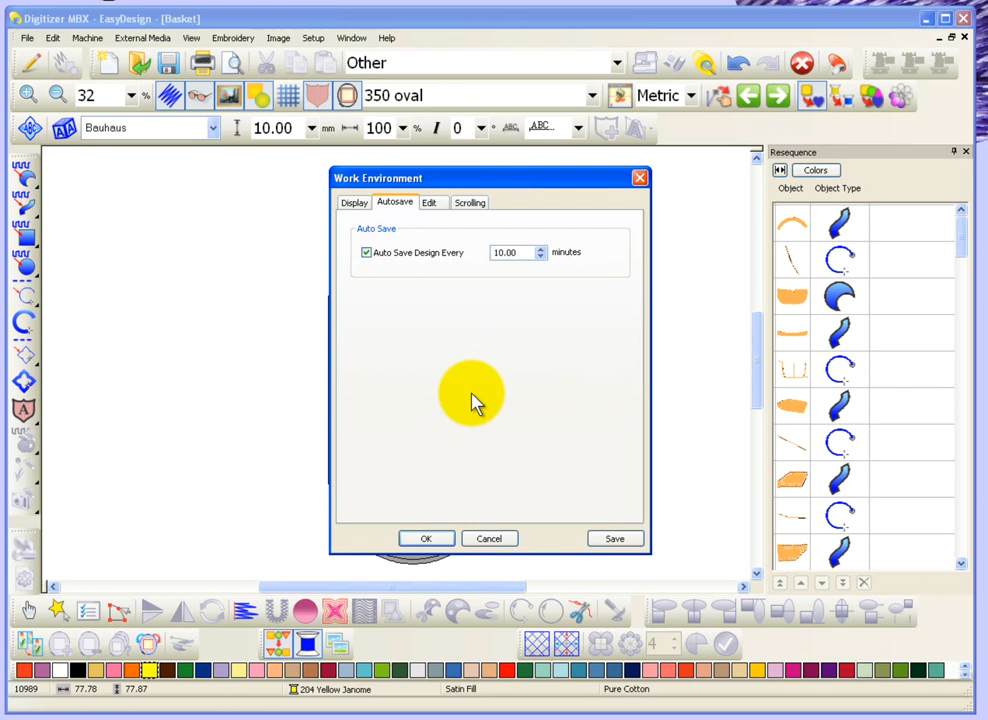 Digitizer MBX - EasyDesign - [Basket]
File Edit Machine External Media View Embroidery Image Setup Window Help
Other
32 % 350 oval Metric
Bauhaus 10.00 mm 100 % 0 ° ABC ABC...
Resequence
Colors
Object Object Type
Work Environment
Display Autosave Edit Scrolling
Auto Save
Auto Save Design Every 10.00 minutes
OK Cancel Save
4
10989 77.78 77.87 204 Yellow Janome Satin Fill Pure Cotton